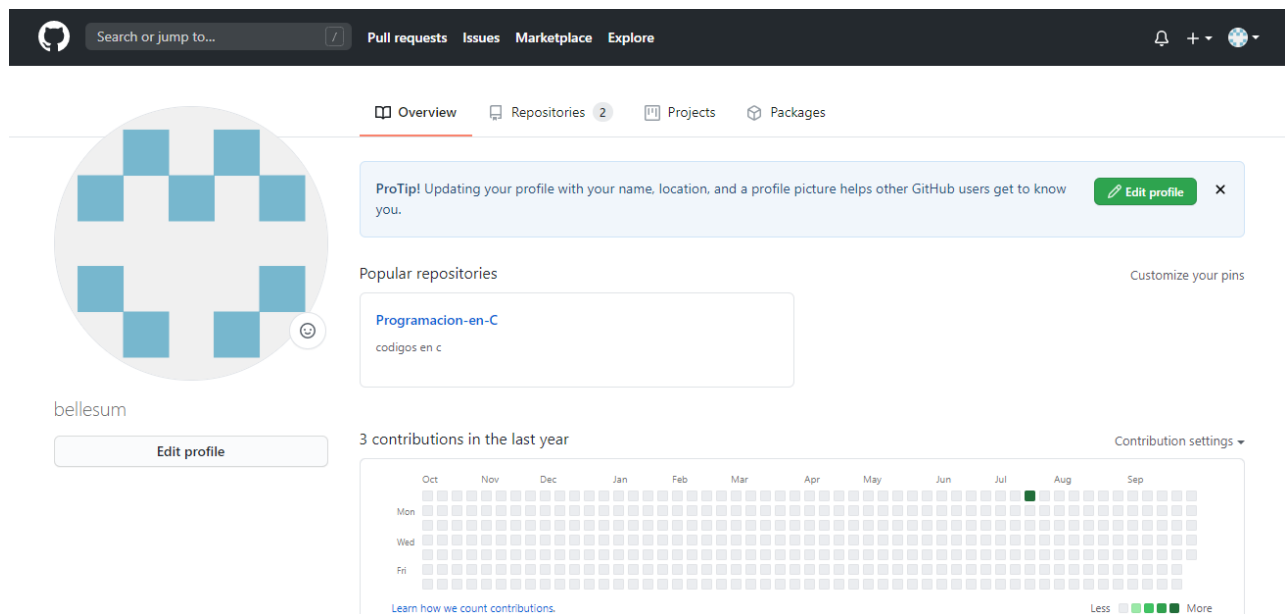 Search or jump to... /
Pull requests Issues Marketplace Explore
Overview Repositories 2 Projects Packages
ProTip! Updating your profile with your name, location, and a profile picture helps other GitHub users get to know
you.
Edit profile
Popular repositories
Customize your pins
Programacion-en-C
codigos en c
bellesum
Edit profile
3 contributions in the last year
Contribution settings
Oct Nov Dec Jan Feb Mar Apr May Jun Jul Aug Sep
Mon
Wed
Fri
Learn how we count contributions.
Less More